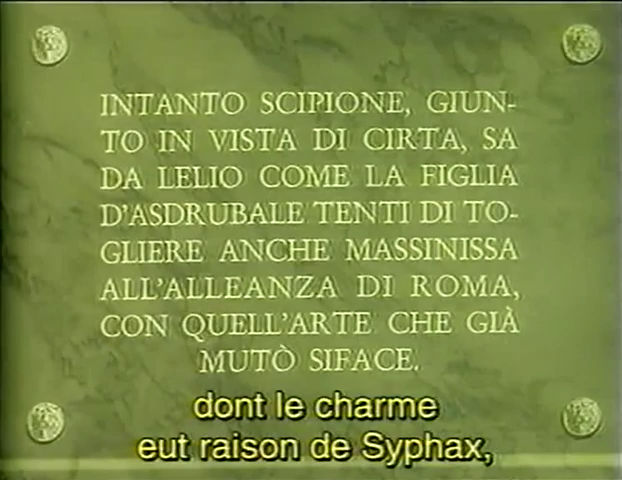 INTANTO SCIPIONE, GIUN-
TO IN VISTA DI CIRTA, SA
DA LELIO COME LA FIGLIA
D'ASDRUBALE TENTI DI TO-
GLIERE ANCHE MASSINISSA
ALL'ALLEANZA DI ROMA,
CON QUELL'ARTE CHE GIÀ
MUTÒ SIFACE.
dont le charme
eut raison de Syphax,